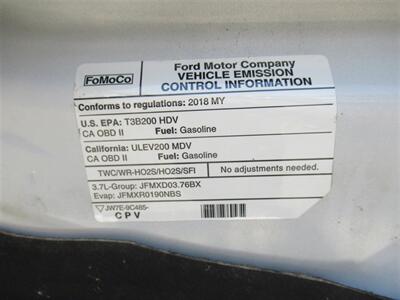 FoMoCo
Ford Motor Company
VEHICLE EMISSION
CONTROL INFORMATION
Conforms to regulations: 2018 MY
U.S. EPA: T3B200 HDV
CA OBD II Fuel: Gasoline
California: ULEV200 MDV
CA OBD II Fuel: Gasoline
TWC/WR-HO2S/HO2S/SFI No adjustments needed.
3.7L-Group: JFMXD03.76BX
Evap: JFMXR0190NBS
JW7E-9C485-
CPV